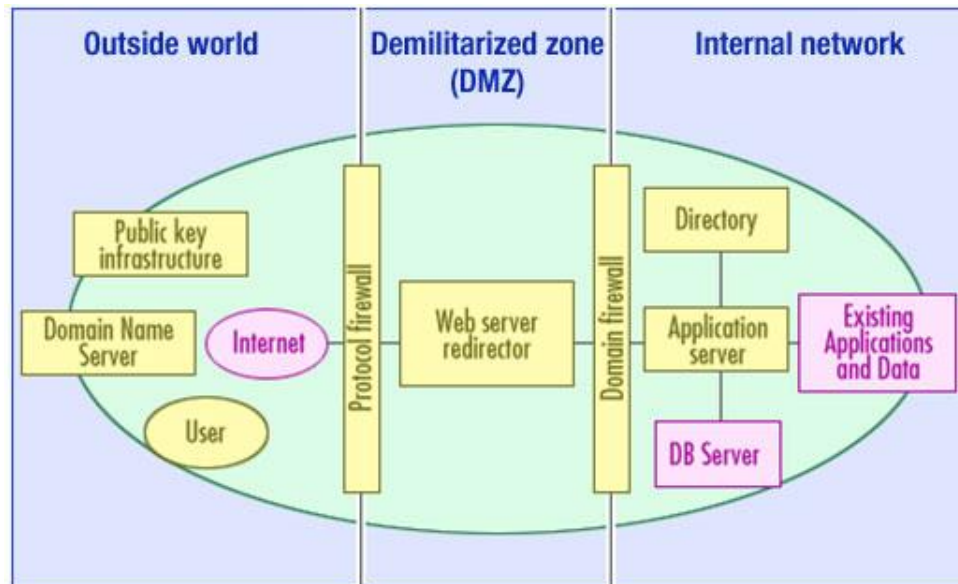 Outside world
Demilitarized zone
(DMZ)
Internal network
Public key
infrastructure
Domain Name
Server
Internet
User
Protocol firewall
Web server
redirector
Domain firewall
Directory
Application
server
Existing
Applications
and Data
DB Server